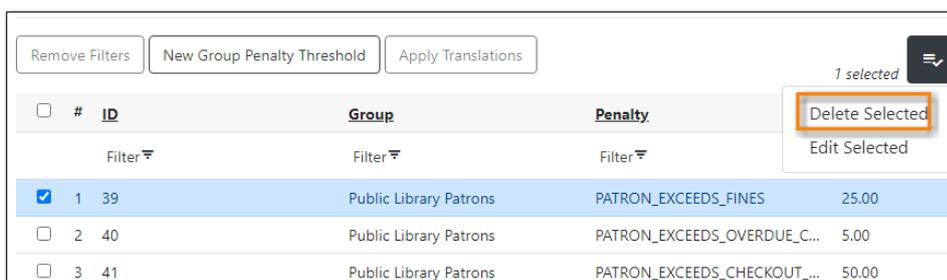 Remove Filters New Group Penalty Threshold Apply Translations
1 selected
Delete Selected
Edit Selected
# ID Group Penalty
Filter Filter Filter
1 39 Public Library Patrons PATRON_EXCEEDS_FINES 25.00
2 40 Public Library Patrons PATRON_EXCEEDS_OVERDUE_C... 5.00
3 41 Public Library Patrons PATRON_EXCEEDS_CHECKOUT_... 50.00